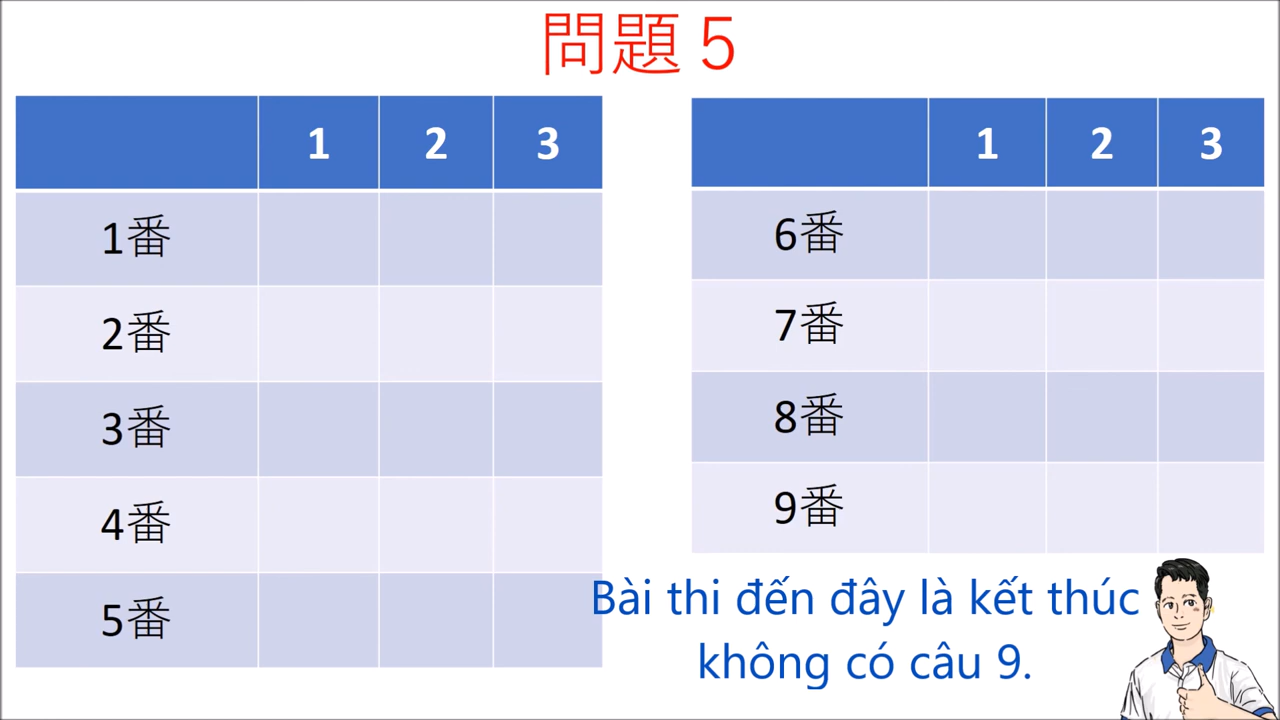 問題５
1 2 3
1番
2番
3番
4番
5番
1 2 3
6番
7番
8番
9番
Bài thi đến đây là kết thúc
không có câu 9.